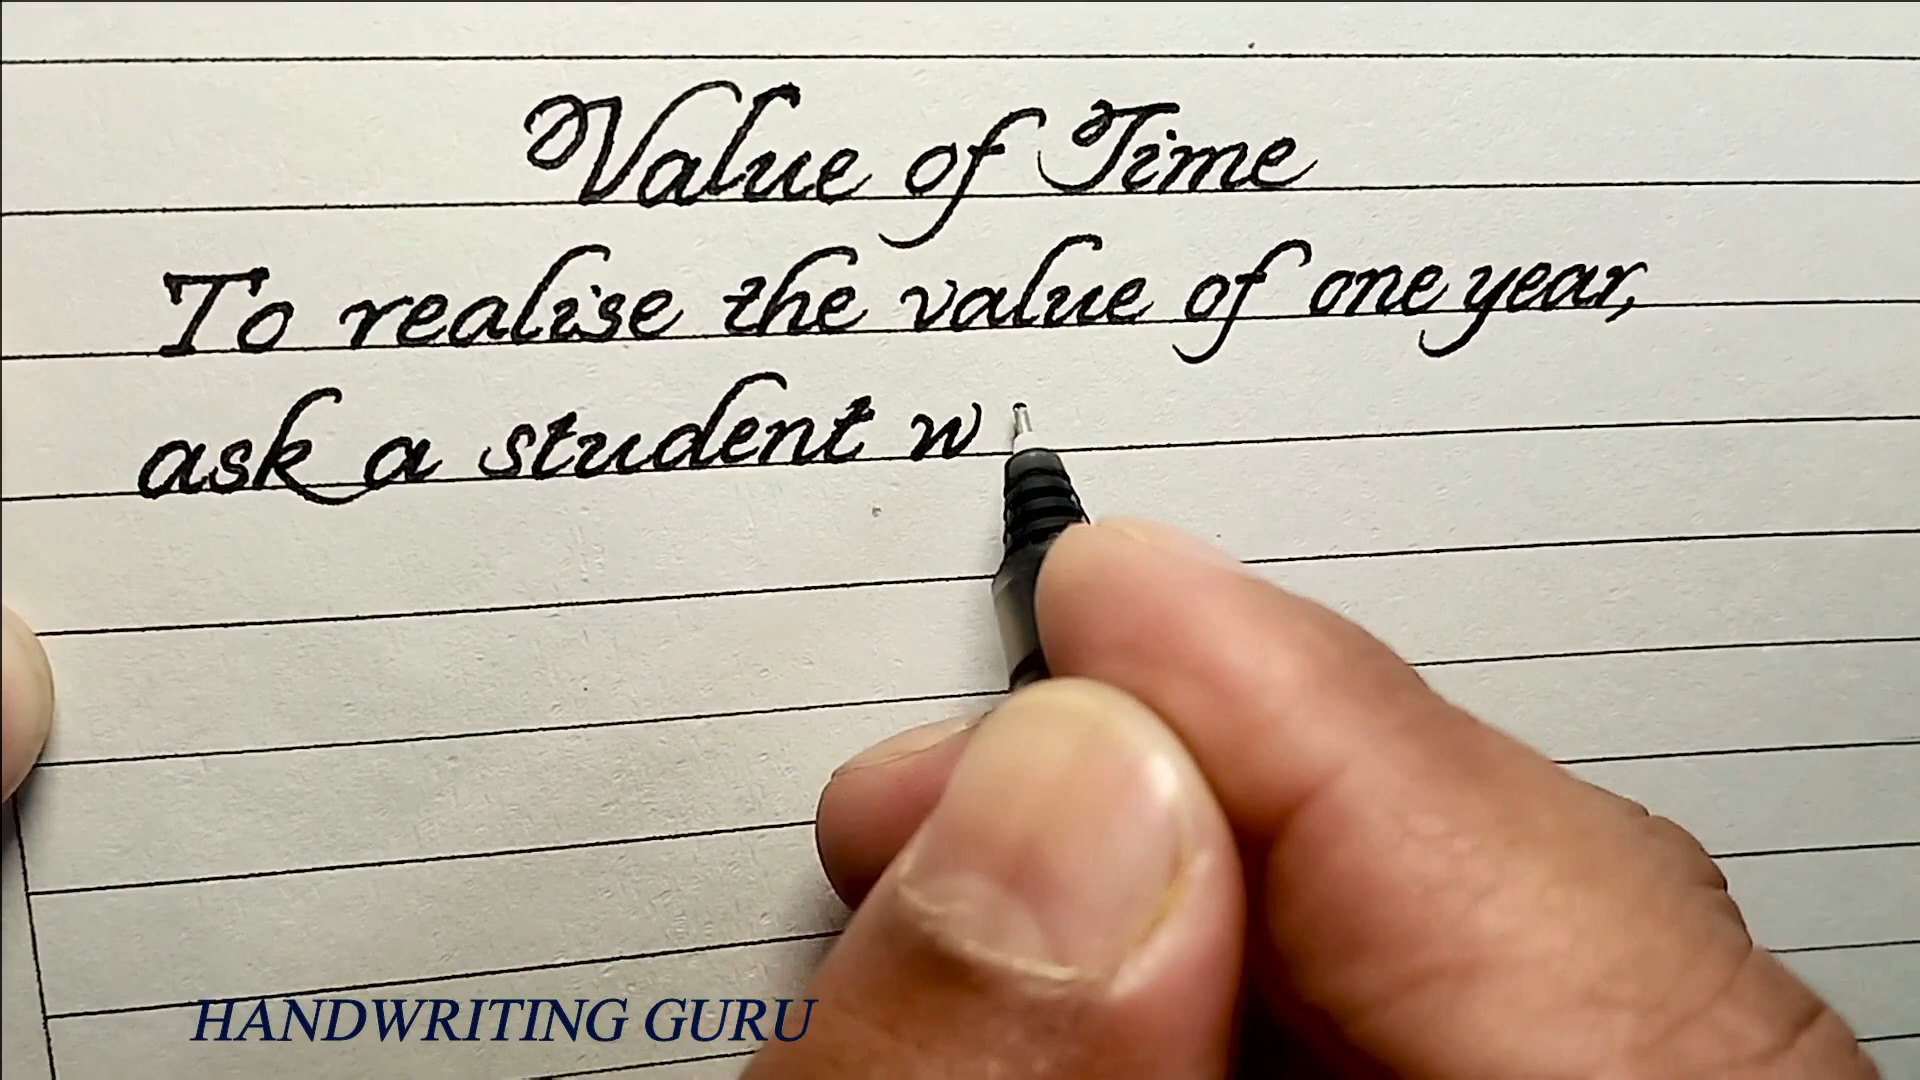 Value of Time
To realise the value of one year,
ask a student w
HANDWRITING GURU